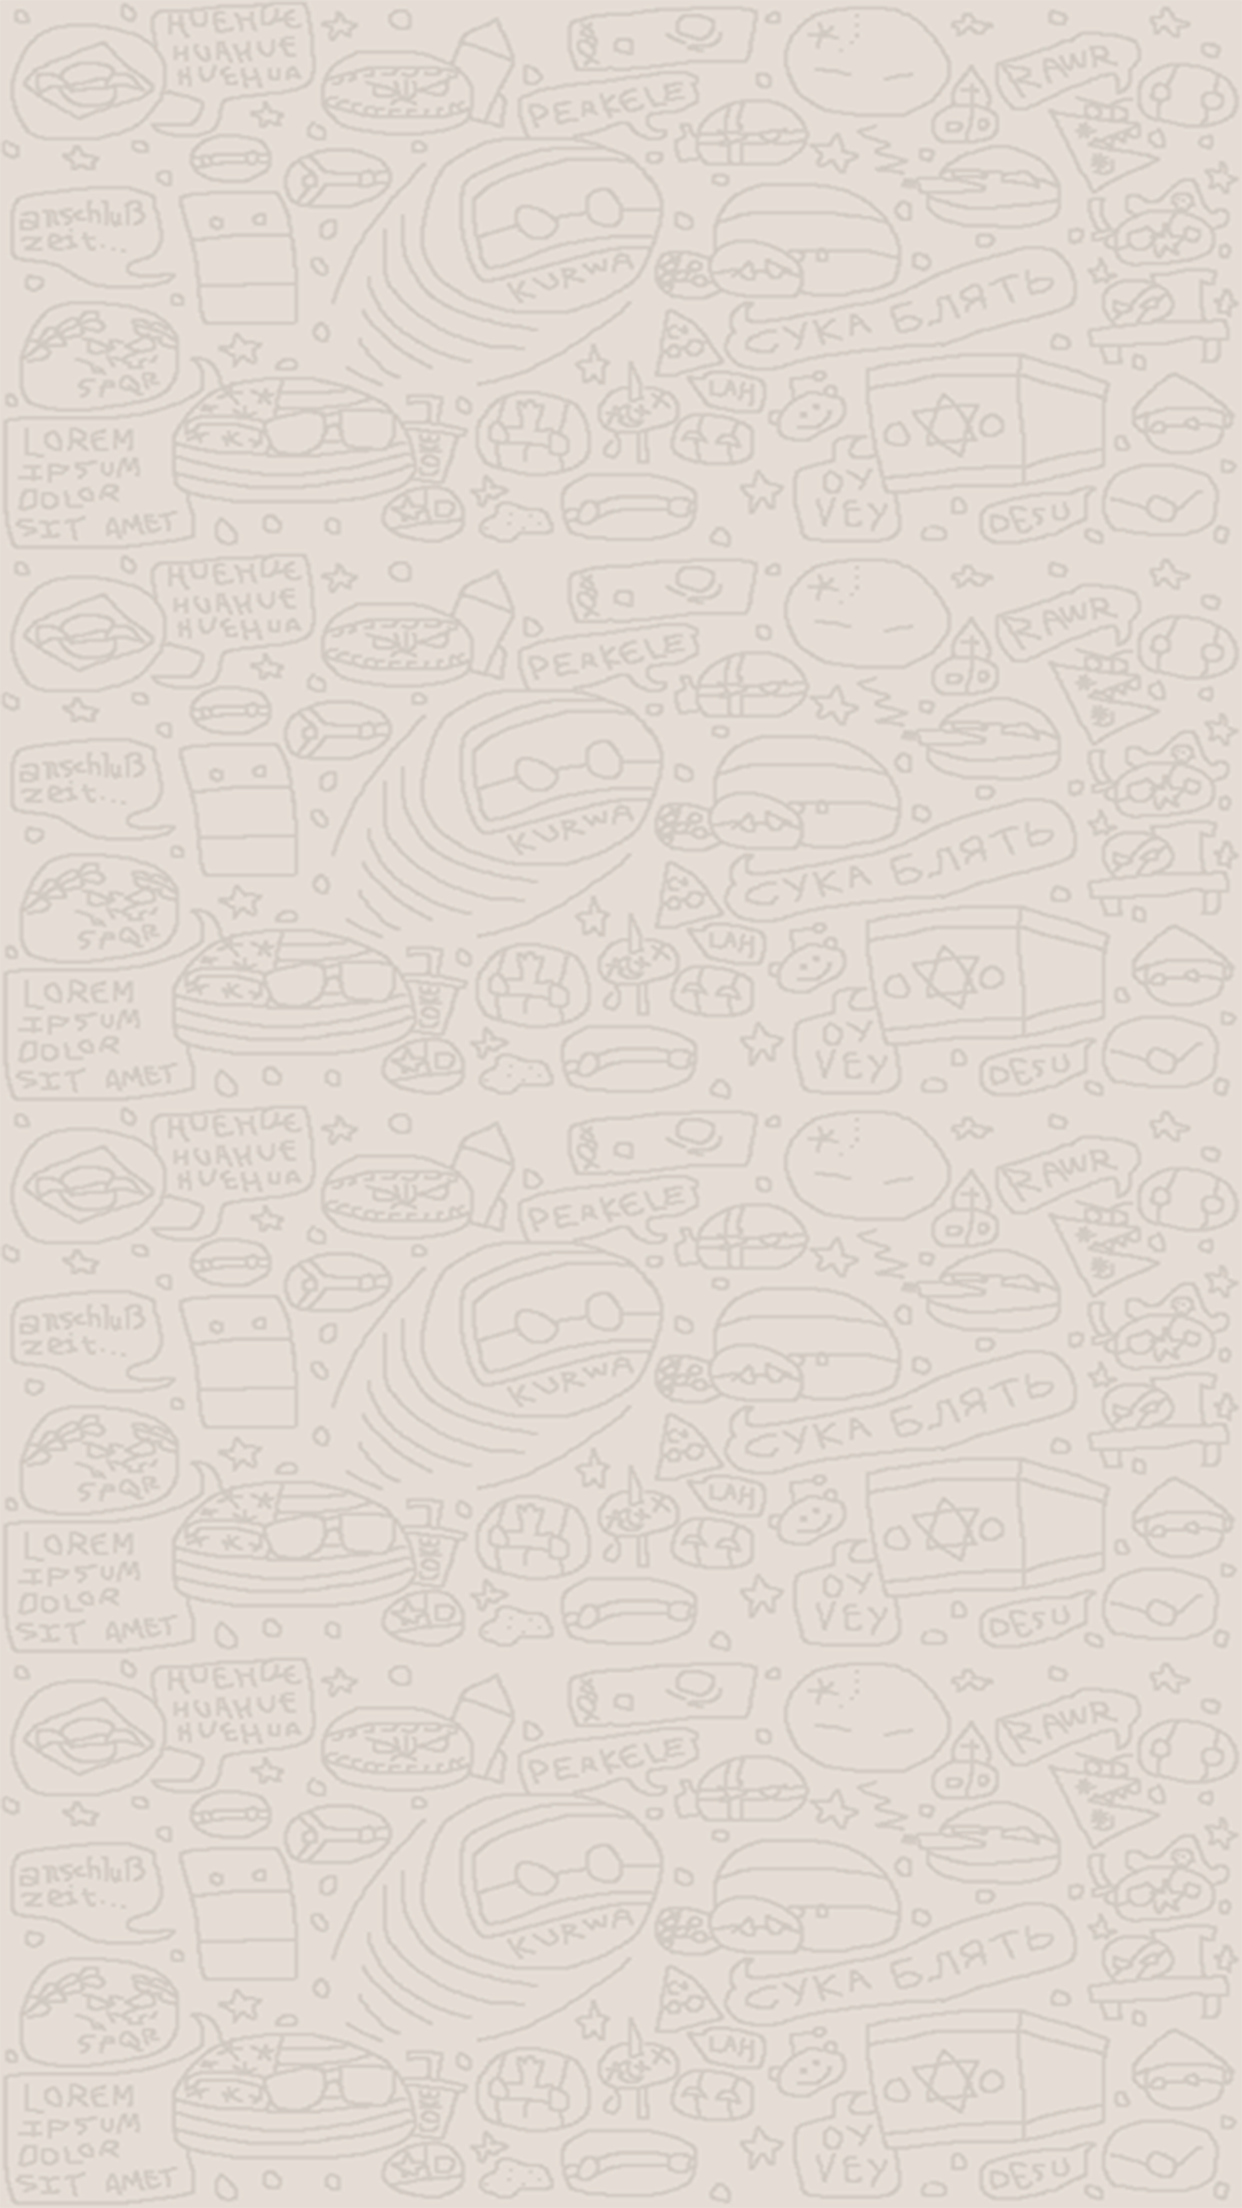 HUEHUE
HUAHUE
HUEHUA
RAWR
PERKELE
anschluß
zeit...
KURWA
СУКА БЛЯТЬ
SPQR
LAH
LOREM
IPSUM
DOLOR
SIT AMET
COKE
OY
VEY
DESU
HUEHUE
HUAHUE
HUEHUA
RAWR
PERKELE
anschluß
zeit...
KURWA
СУКА БЛЯТЬ
SPQR
LAH
LOREM
IPSUM
DOLOR
SIT AMET
COKE
OY
VEY
DESU
HUEHUE
HUAHUE
HUEHUA
RAWR
PERKELE
anschluß
zeit...
KURWA
СУКА БЛЯТЬ
SPQR
LAH
LOREM
IPSUM
DOLOR
SIT AMET
COKE
OY
VEY
DESU
HUEHUE
HUAHUE
HUEHUA
RAWR
PERKELE
anschluß
zeit...
KURWA
СУКА БЛЯТЬ
SPQR
LAH
LOREM
IPSUM
DOLOR
SIT AMET
COKE
OY
VEY
DESU